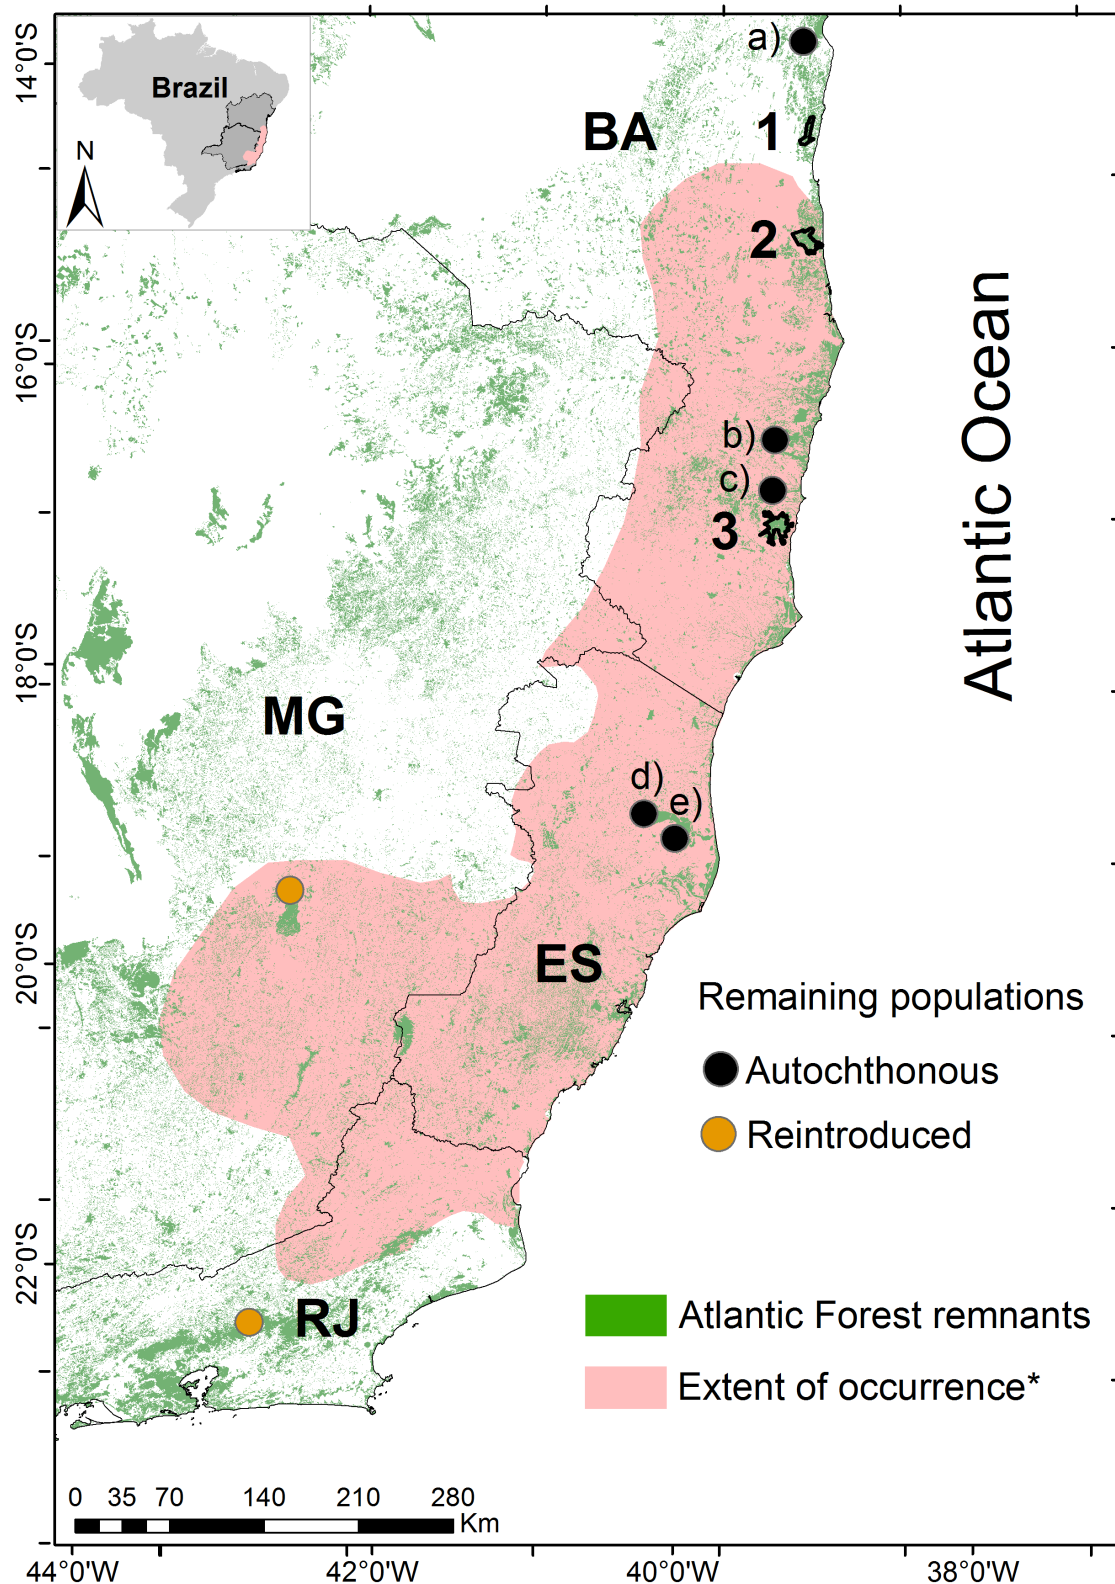 Brazil
N
14°0'S
16°0'S
18°0'S
20°0'S
22°0'S
a)
BA
1
2
b)
c)
3
MG
d)
e)
ES
RJ
Atlantic Ocean
Remaining populations
Autochthonous
Reintroduced
Atlantic Forest remnants
Extent of occurrence*
0 35 70 140 210 280
Km
44°0'W 42°0'W 40°0'W 38°0'W